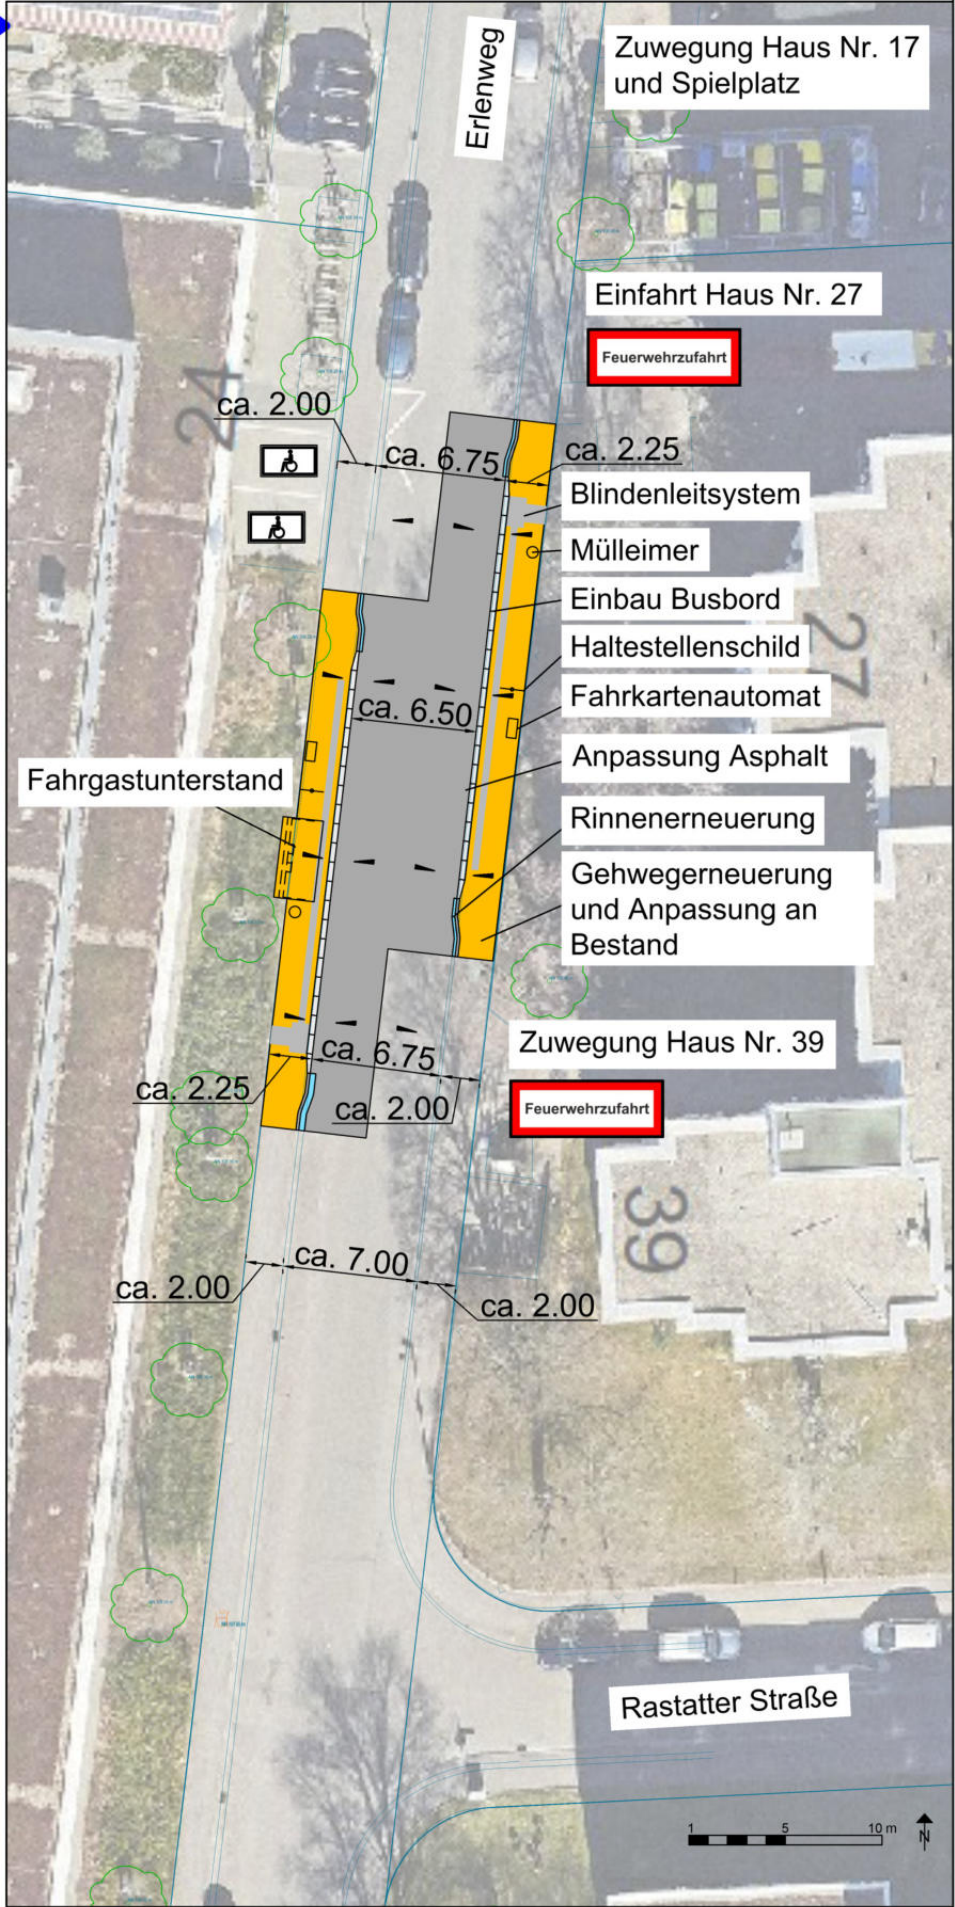 Erlenweg
Zuwegung Haus Nr. 17
und Spielplatz
Einfahrt Haus Nr. 27
Feuerwehrzufahrt
24
ca. 2.00
ca. 6.75
ca. 2.25
Blindenleitsystem
Mülleimer
Einbau Busbord
Haltestellenschild
Fahrkartenautomat
27
ca. 6.50
Anpassung Asphalt
Fahrgastunterstand
Rinnenerneuerung
Gehwegerneuerung
und Anpassung an
Bestand
Zuwegung Haus Nr. 39
ca. 6.75
ca. 2.25
ca. 2.00
Feuerwehrzufahrt
39
ca. 7.00
ca. 2.00
ca. 2.00
Rastatter Straße
1 5 10 m
N